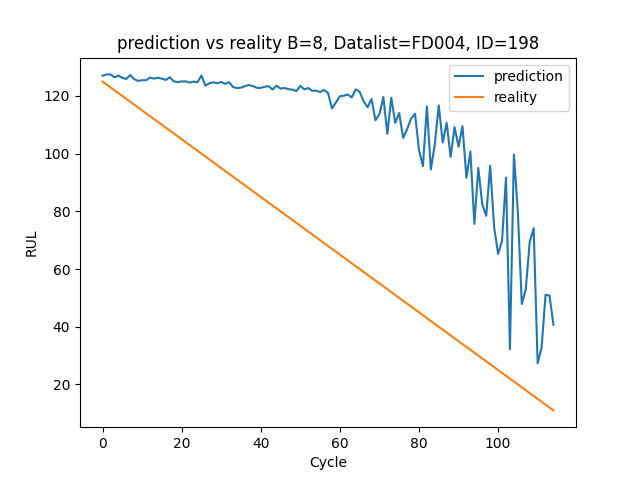 prediction vs reality B=8, Datalist=FD004, ID=198
prediction
reality
RUL
120
100
80
60
40
20
0 20 40 60 80 100
Cycle